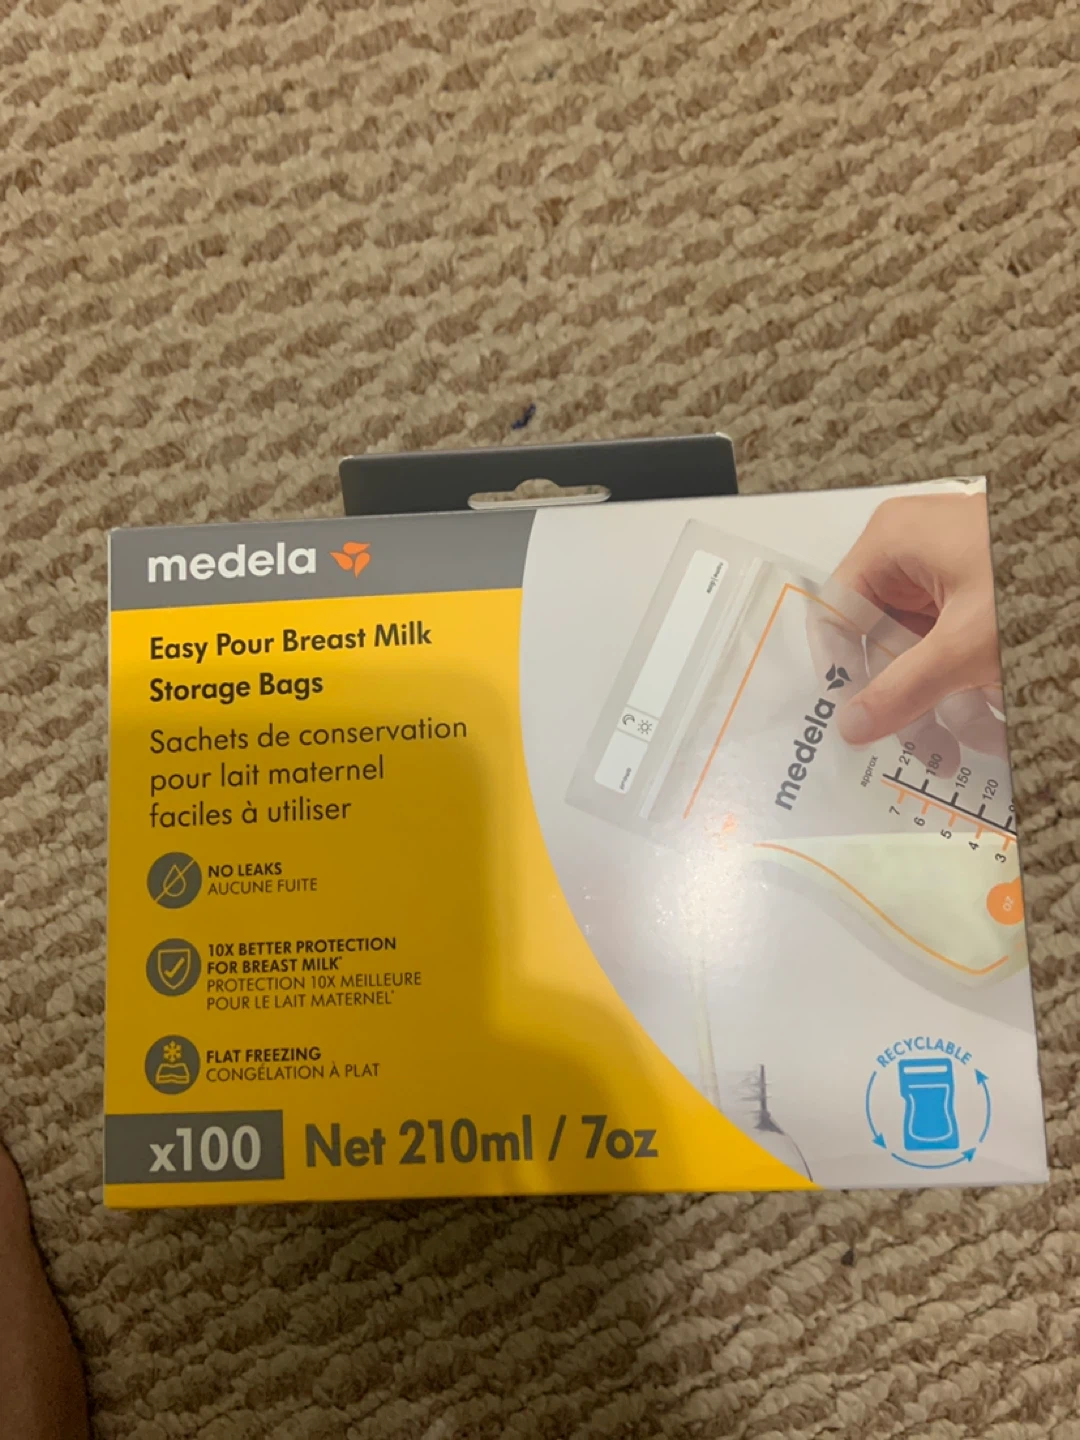 medela
Easy Pour Breast Milk
Storage Bags
Sachets de conservation
pour lait maternel
faciles à utiliser
NO LEAKS
AUCUNE FUITE
10X BETTER PROTECTION
FOR BREAST MILK*
PROTECTION 10X MEILLEURE
POUR LE LAIT MATERNEL*
FLAT FREEZING
CONGÉLATION À PLAT
x100
Net 210ml / 7oz
medela
approx
210
180
150
120
7
6
5
4
3
oz
RECYCLABLE